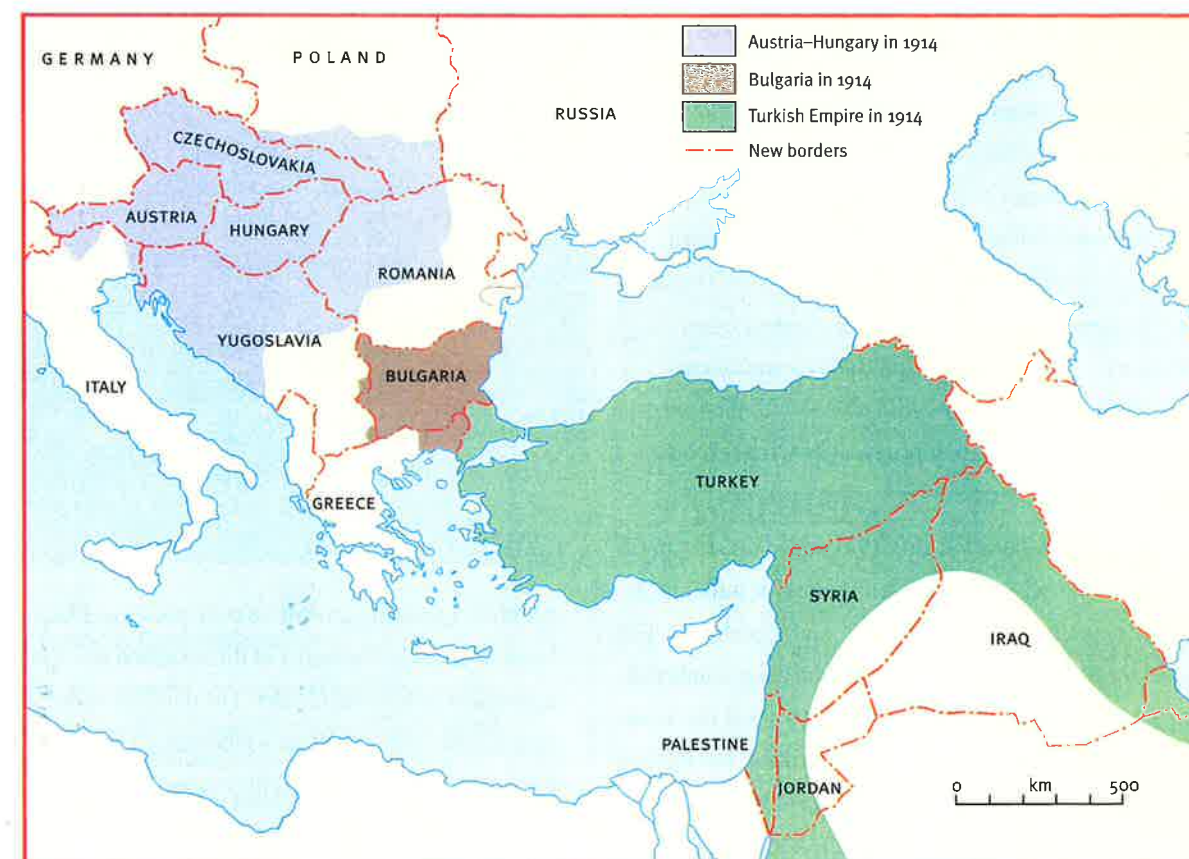 GERMANY
POLAND
RUSSIA
Austria–Hungary in 1914
Bulgaria in 1914
Turkish Empire in 1914
New borders
CZECHOSLOVAKIA
AUSTRIA
HUNGARY
ROMANIA
YUGOSLAVIA
ITALY
BULGARIA
GREECE
TURKEY
SYRIA
IRAQ
PALESTINE
JORDAN
0 km 500